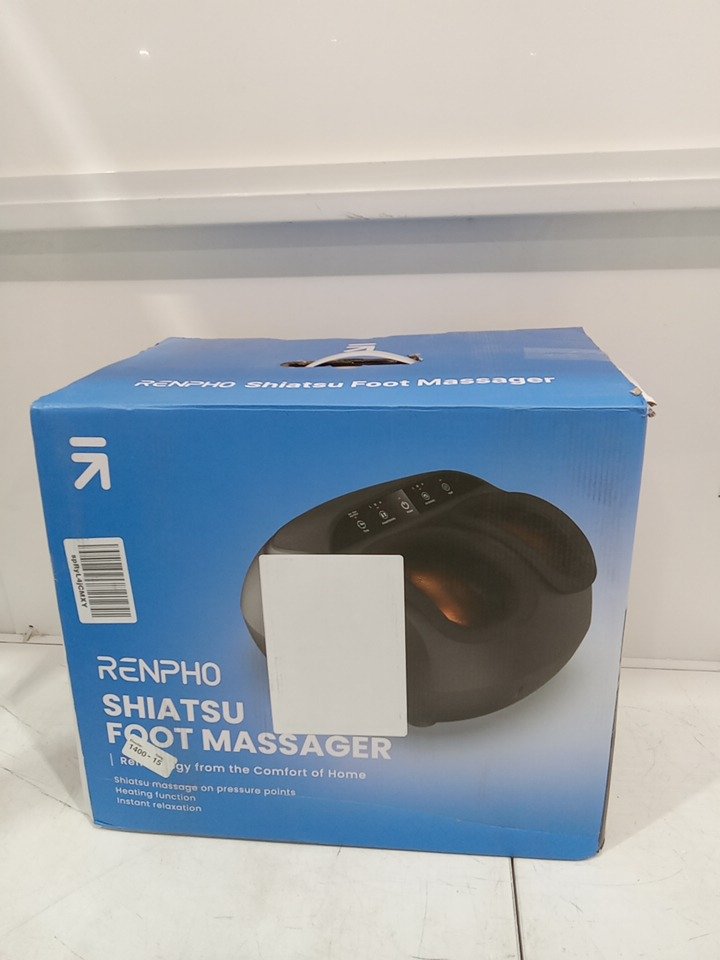 RENPHO Shiatsu Foot Massager
RENPHO
SHIATSU
FOOT MASSAGER
gy from the Comfort of Home
Shiatsu massage on pressure points
Heating function
Instant relaxation
1400-15